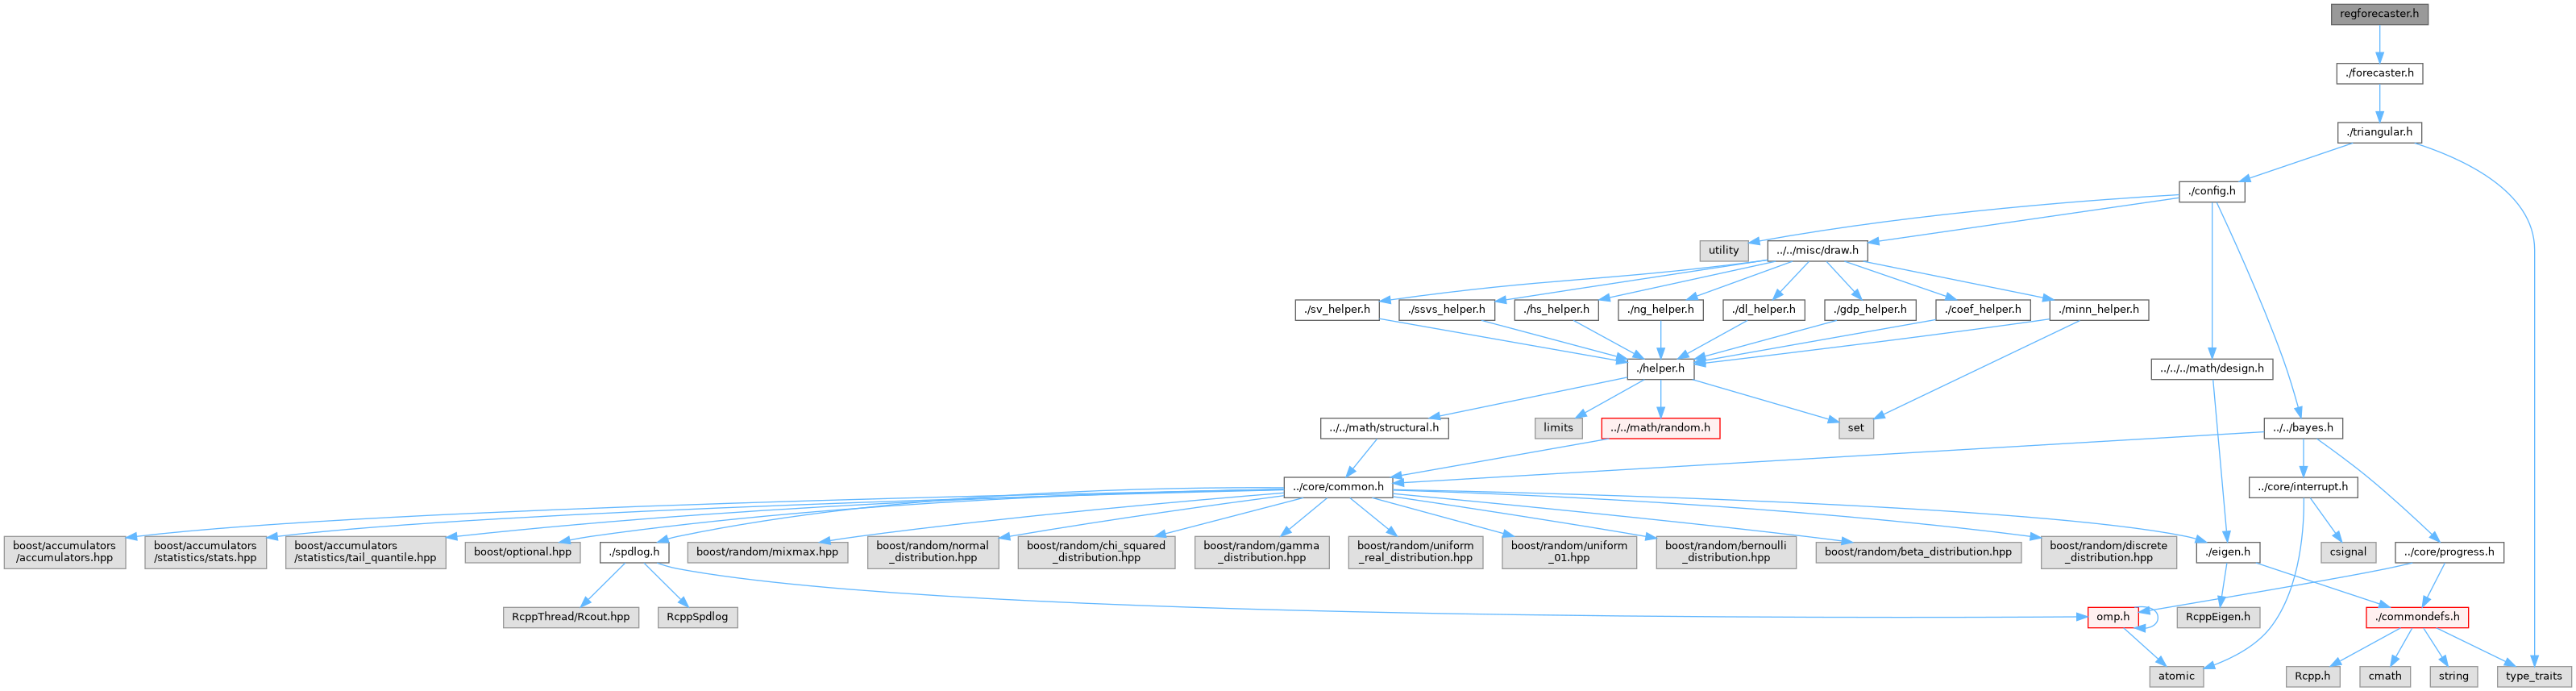 regforecaster.h
./forecaster.h
./triangular.h
./config.h
utility
../../misc/draw.h
./sv_helper.h
./ssvs_helper.h
./hs_helper.h
./ng_helper.h
./dl_helper.h
./gdp_helper.h
./coef_helper.h
./minn_helper.h
./helper.h
../../../math/design.h
../../math/structural.h
limits
../../math/random.h
set
../../bayes.h
../core/common.h
../core/interrupt.h
boost/accumulators
/accumulators.hpp
boost/accumulators
/statistics/stats.hpp
boost/accumulators
/statistics/tail_quantile.hpp
boost/optional.hpp
./spdlog.h
boost/random/mixmax.hpp
boost/random/normal
_distribution.hpp
boost/random/chi_squared
_distribution.hpp
boost/random/gamma
_distribution.hpp
boost/random/uniform
_real_distribution.hpp
boost/random/uniform
_01.hpp
boost/random/bernoulli
_distribution.hpp
boost/random/beta_distribution.hpp
boost/random/discrete
_distribution.hpp
./eigen.h
csignal
../core/progress.h
RcppThread/Rcout.hpp
RcppSpdlog
omp.h
RcppEigen.h
./commondefs.h
atomic
Rcpp.h
cmath
string
type_traits